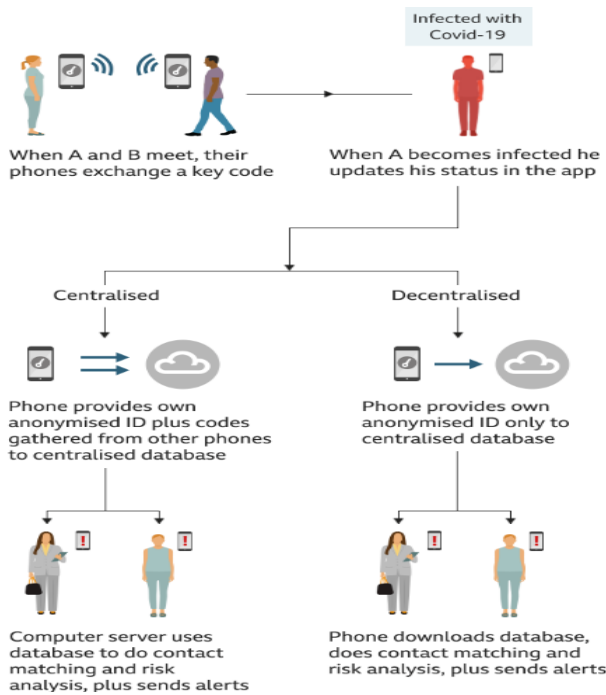 Infected with
Covid-19
When A and B meet, their
phones exchange a key code
When A becomes infected he
updates his status in the app
Centralised
Decentralised
Phone provides own
anonymised ID plus codes
gathered from other phones
to centralised database
Phone provides own
anonymised ID only to
centralised database
!
!
!
!
Computer server uses
database to do contact
matching and risk
analysis, plus sends alerts
Phone downloads database,
does contact matching and
risk analysis, plus sends alerts